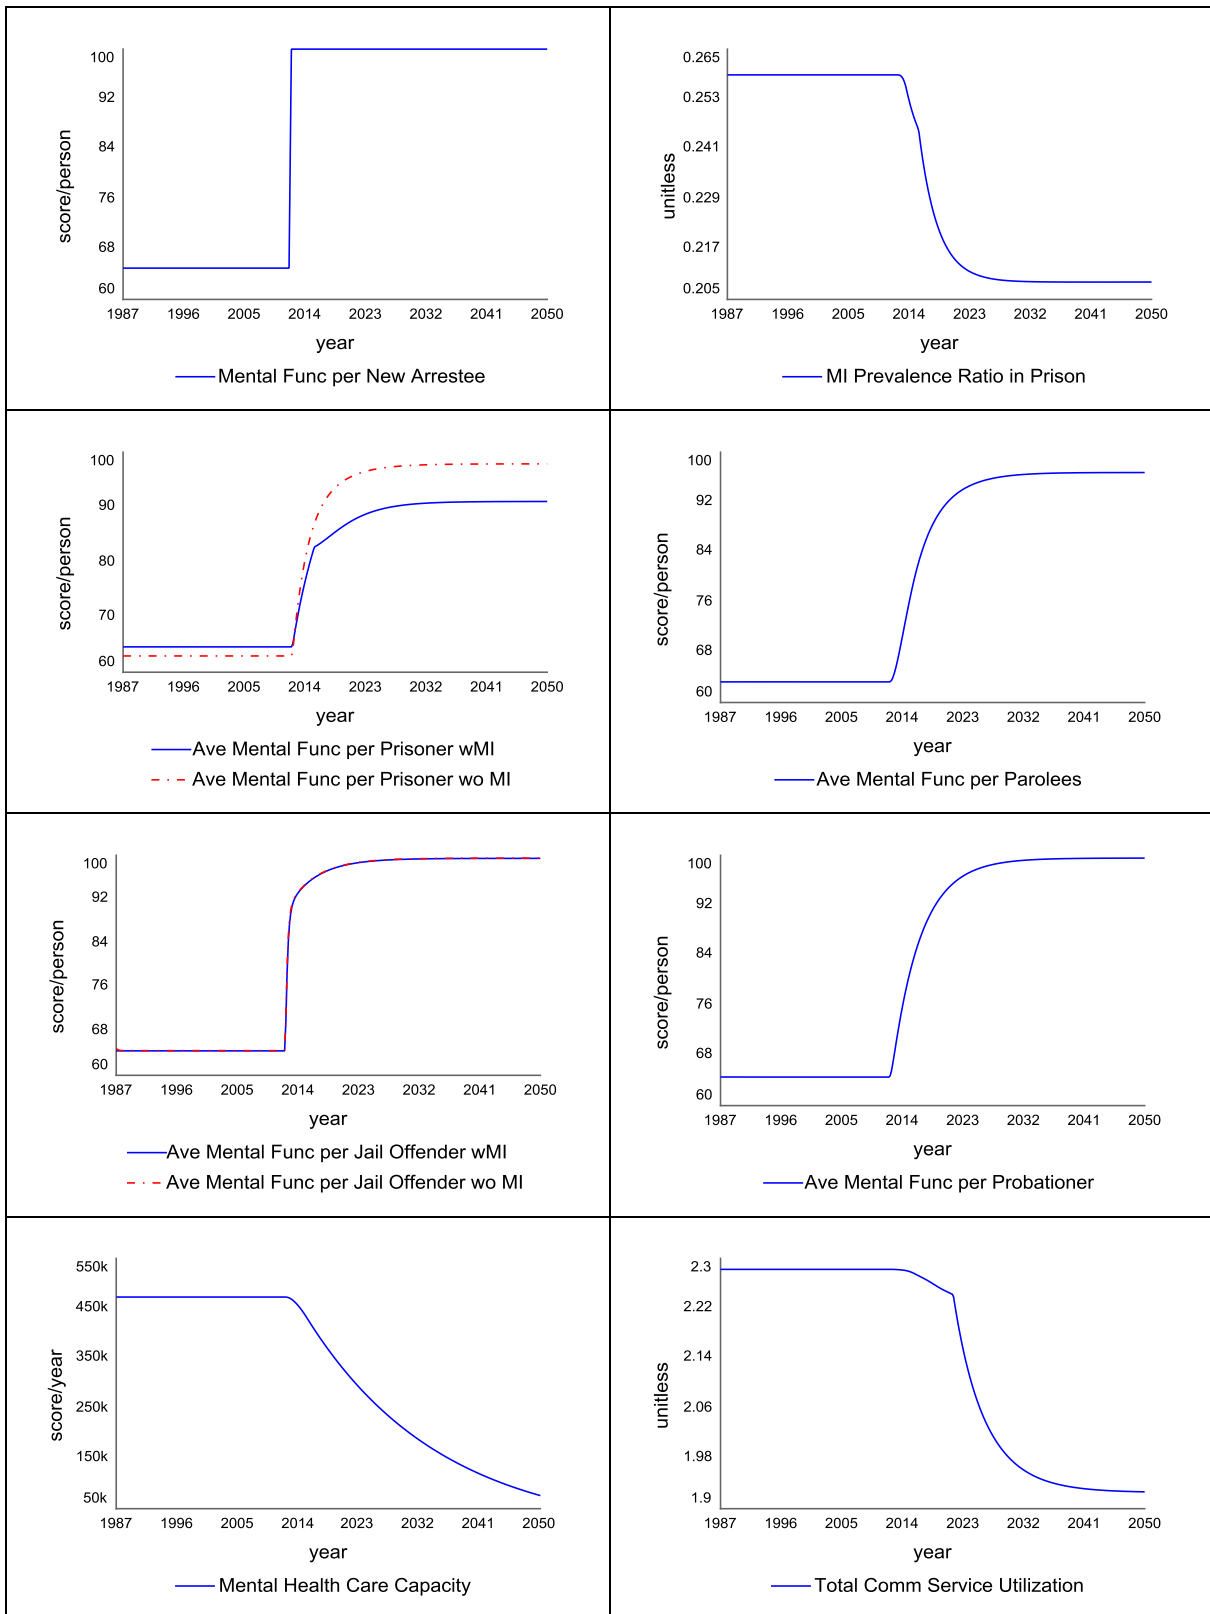 100
92
84
76
68
60
score/person
1987 1996 2005 2014 2023 2032 2041 2050
year
Mental Func per New Arrestee
0.265
0.253
0.241
0.229
0.217
0.205
unitless
1987 1996 2005 2014 2023 2032 2041 2050
year
MI Prevalence Ratio in Prison
100
90
80
70
60
score/person
1987 1996 2005 2014 2023 2032 2041 2050
year
Ave Mental Func per Prisoner wMI
Ave Mental Func per Prisoner wo MI
100
92
84
76
68
60
score/person
1987 1996 2005 2014 2023 2032 2041 2050
year
Ave Mental Func per Parolees
100
92
84
76
68
60
score/person
1987 1996 2005 2014 2023 2032 2041 2050
year
Ave Mental Func per Jail Offender wMI
Ave Mental Func per Jail Offender wo MI
100
92
84
76
68
60
score/person
1987 1996 2005 2014 2023 2032 2041 2050
year
Ave Mental Func per Probationer
550k
450k
350k
250k
150k
50k
score/year
1987 1996 2005 2014 2023 2032 2041 2050
year
Mental Health Care Capacity
2.3
2.22
2.14
2.06
1.98
1.9
unitless
1987 1996 2005 2014 2023 2032 2041 2050
year
Total Comm Service Utilization